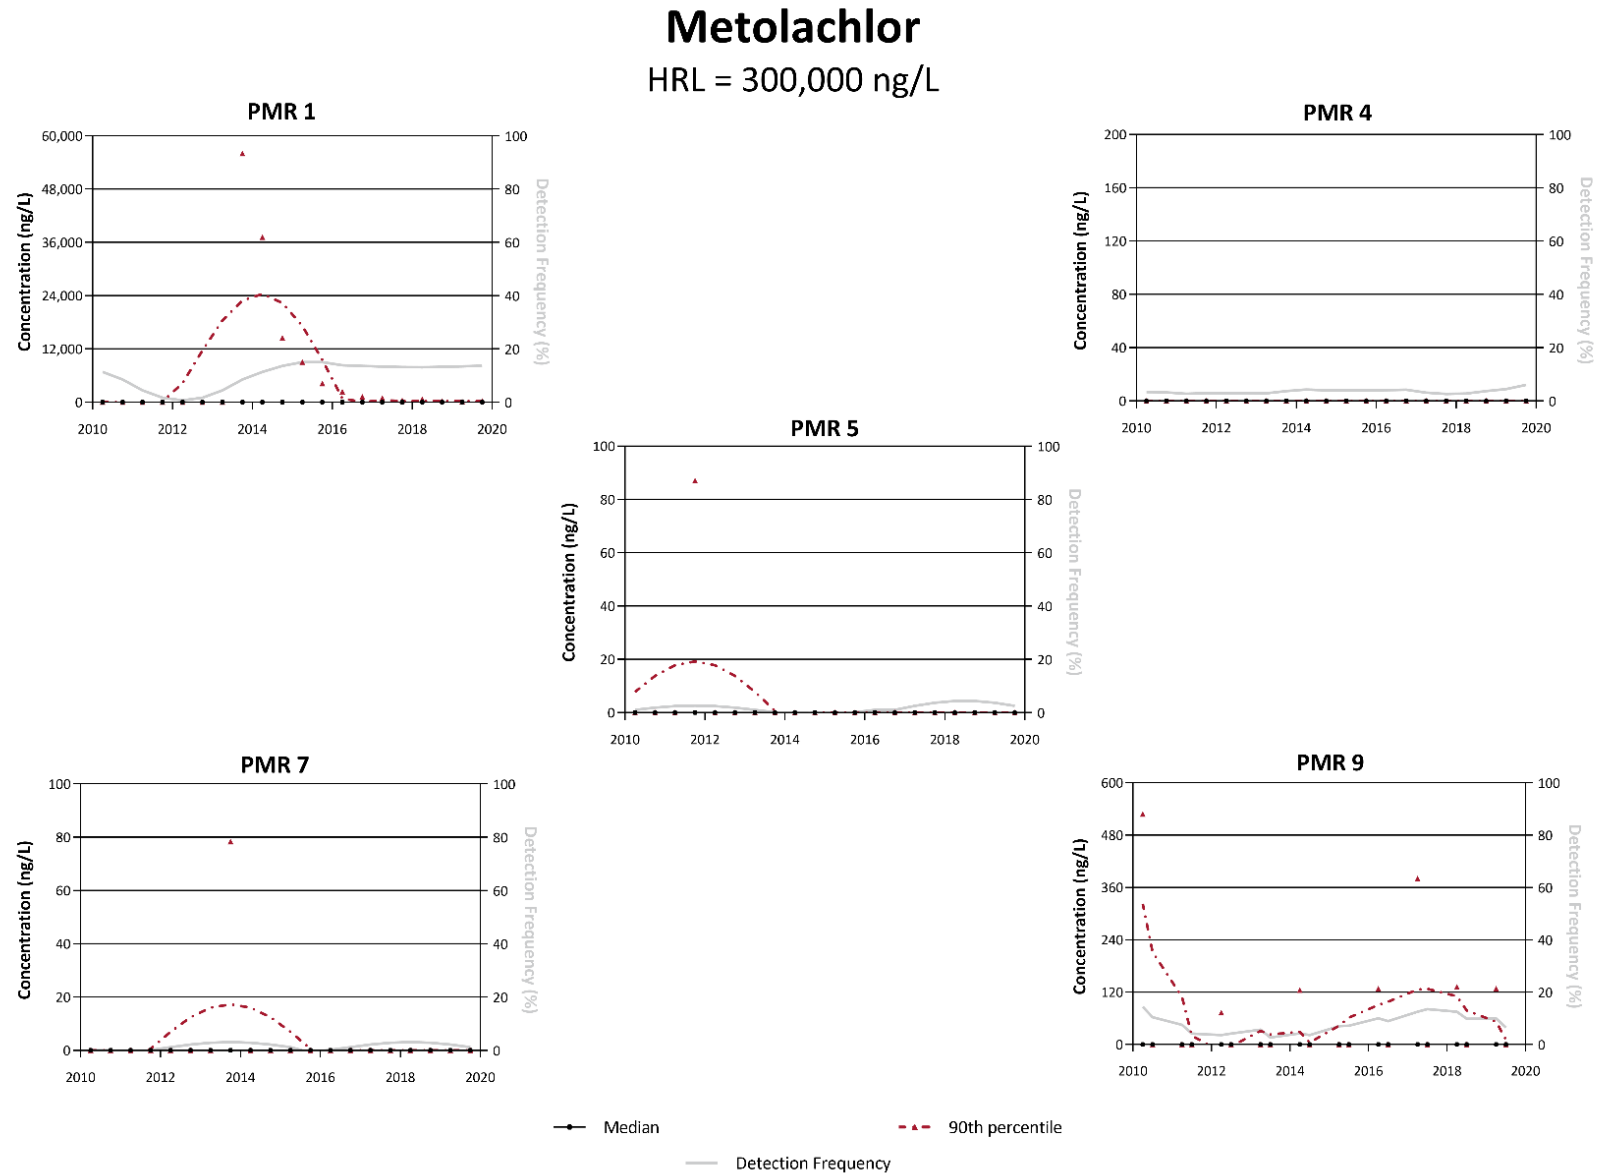 Metolachlor
HRL = 300,000 ng/L
PMR 1
60,000
48,000
36,000
24,000
12,000
0
100
80
60
40
20
0
2010 2012 2014 2016 2018 2020
Concentration (ng/L)
Detection Frequency (%)
PMR 4
200
160
120
80
40
0
100
80
60
40
20
0
2010 2012 2014 2016 2018 2020
Concentration (ng/L)
Detection Frequency (%)
PMR 5
100
80
60
40
20
0
100
80
60
40
20
0
2010 2012 2014 2016 2018 2020
Concentration (ng/L)
Detection Frequency (%)
PMR 7
100
80
60
40
20
0
100
80
60
40
20
0
2010 2012 2014 2016 2018 2020
Concentration (ng/L)
Detection Frequency (%)
PMR 9
600
480
360
240
120
0
100
80
60
40
20
0
2010 2012 2014 2016 2018 2020
Concentration (ng/L)
Detection Frequency (%)
Median
90th percentile
Detection Frequency